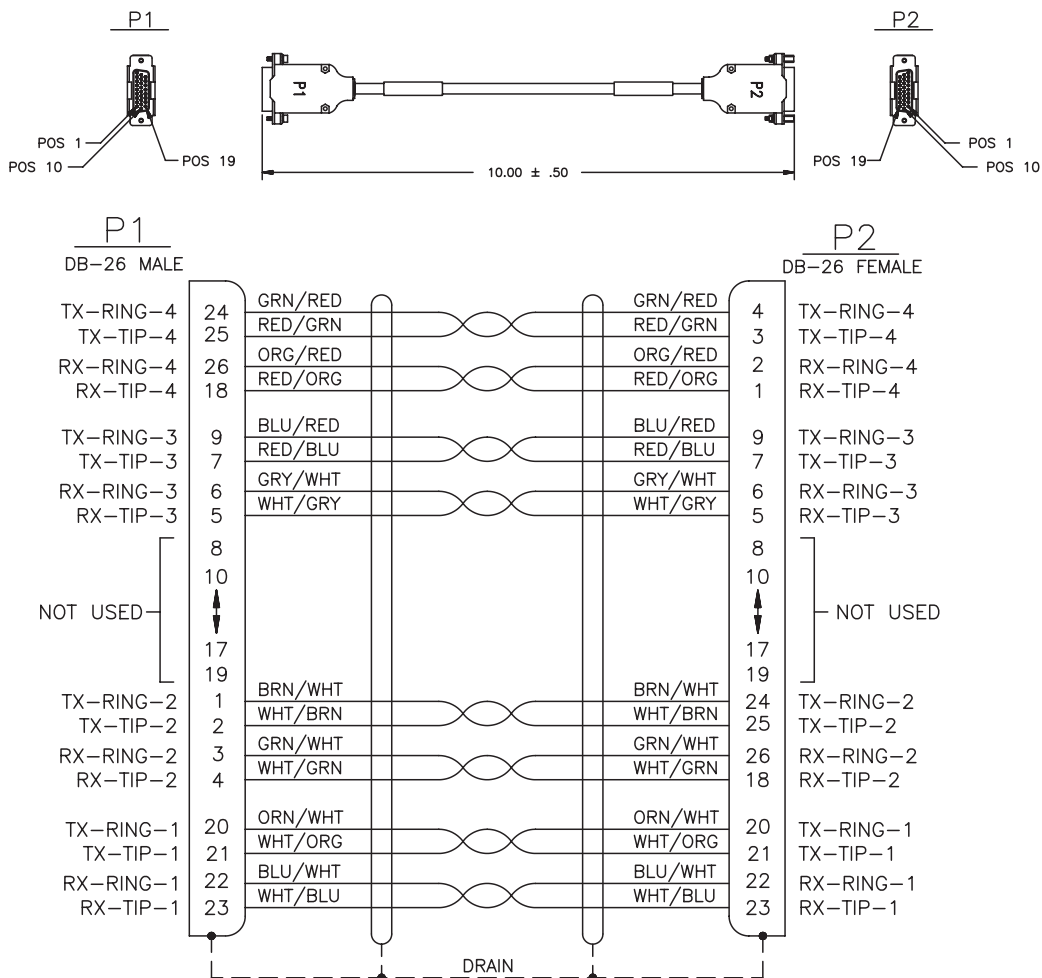 P1
P2
P1
P2
POS 1
POS 10
POS 19
10.00 ± .50
POS 19
POS 1
POS 10
P1
DB-26 MALE
P2
DB-26 FEMALE
TX-RING-4 24 GRN/RED GRN/RED 4 TX-RING-4
TX-TIP-4 25 RED/GRN RED/GRN 3 TX-TIP-4
RX-RING-4 26 ORG/RED ORG/RED 2 RX-RING-4
RX-TIP-4 18 RED/ORG RED/ORG 1 RX-TIP-4
TX-RING-3 9 BLU/RED BLU/RED 9 TX-RING-3
TX-TIP-3 7 RED/BLU RED/BLU 7 TX-TIP-3
RX-RING-3 6 GRY/WHT GRY/WHT 6 RX-RING-3
RX-TIP-3 5 WHT/GRY WHT/GRY 5 RX-TIP-3
8 8
10 10
NOT USED NOT USED
17 17
19 19
TX-RING-2 1 BRN/WHT BRN/WHT 24 TX-RING-2
TX-TIP-2 2 WHT/BRN WHT/BRN 25 TX-TIP-2
RX-RING-2 3 GRN/WHT GRN/WHT 26 RX-RING-2
RX-TIP-2 4 WHT/GRN WHT/GRN 18 RX-TIP-2
TX-RING-1 20 ORN/WHT ORN/WHT 20 TX-RING-1
TX-TIP-1 21 WHT/ORG WHT/ORG 21 TX-TIP-1
RX-RING-1 22 BLU/WHT BLU/WHT 22 RX-RING-1
RX-TIP-1 23 WHT/BLU WHT/BLU 23 RX-TIP-1
DRAIN